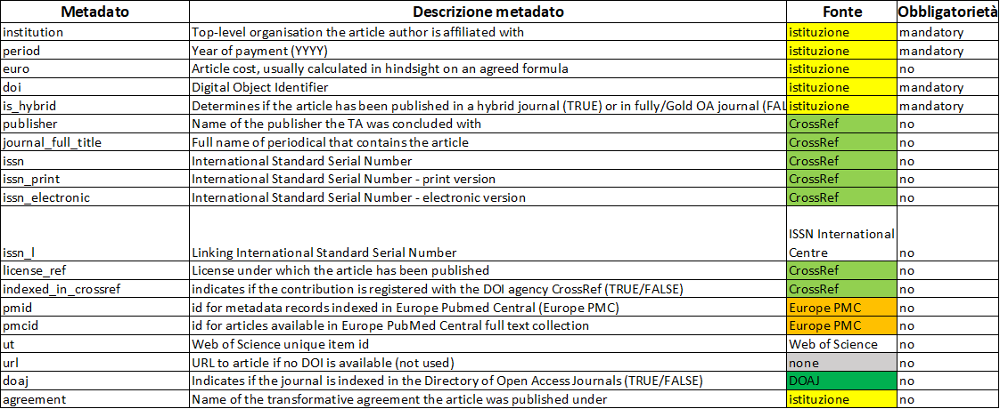 Metadato Descrizione metadato Fonte Obbligatorietà
institution Top-level organisation the article author is affiliated with istituzione mandatory
period Year of payment (YYYY) istituzione mandatory
euro Article cost, usually calculated in hindsight on an agreed formula istituzione no
doi Digital Object Identifier istituzione mandatory
is_hybrid Determines if the article has been published in a hybrid journal (TRUE) or in fully/Gold OA journal (FAL istituzione mandatory
publisher Name of the publisher the TA was concluded with CrossRef no
journal_full_title Full name of periodical that contains the article CrossRef no
issn International Standard Serial Number CrossRef no
issn_print International Standard Serial Number - print version CrossRef no
issn_electronic International Standard Serial Number - electronic version CrossRef no
ISSN International
issn_l Linking International Standard Serial Number Centre no
license_ref License under which the article has been published CrossRef no
indexed_in_crossref indicates if the contribution is registered with the DOI agency CrossRef (TRUE/FALSE) CrossRef no
pmid id for metadata records indexed in Europe Pubmed Central (Europe PMC) Europe PMC no
pmcid id for articles available in Europe PubMed Central full text collection Europe PMC no
ut Web of Science unique item id Web of Science no
url URL to article if no DOI is available (not used) none no
doaj Indicates if the journal is indexed in the Directory of Open Access Journals (TRUE/FALSE) DOAJ no
agreement Name of the transformative agreement the article was published under istituzione no